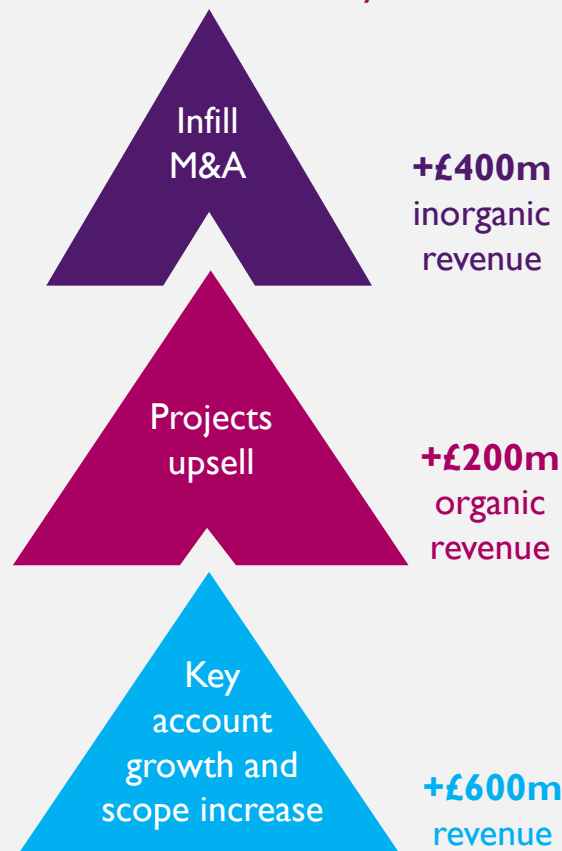 Infill
M&A
+£400m
inorganic
revenue
Projects
upsell
+£200m
organic
revenue
Key
account
growth and
scope increase
+£600m
revenue